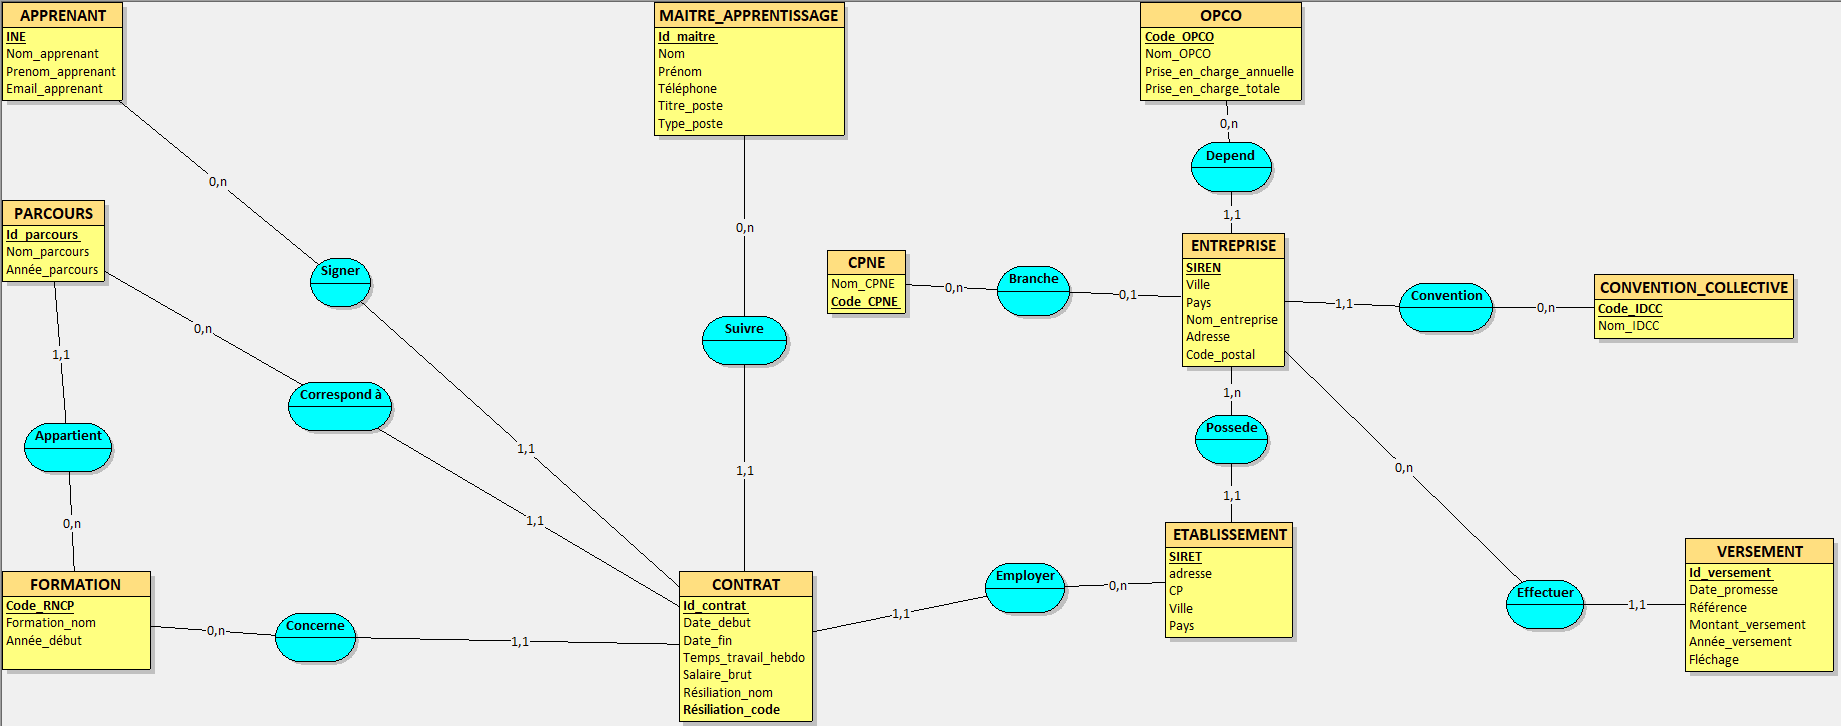 APPRENANT
INE
Nom_apprenant
Prenom_apprenant
Email_apprenant
MAITRE_APPRENTISSAGE
Id_maitre
Nom
Prénom
Téléphone
Titre_poste
Type_poste
OPCO
Code_OPCO
Nom_OPCO
Prise_en_charge_annuelle
Prise_en_charge_totale
0,n
Depend
1,1
0,n
Signer
1,1
PARCOURS
Id_parcours
Nom_parcours
Année_parcours
0,n
Correspond à
1,1
1,1
Appartient
0,n
0,n
Suivre
1,1
CPNE
Nom_CPNE
Code_CPNE
0,n
Branche
0,1
ENTREPRISE
SIREN
Ville
Pays
Nom_entreprise
Adresse
Code_postal
1,1
Convention
0,n
CONVENTION_COLLECTIVE
Code_IDCC
Nom_IDCC
1,n
Possede
1,1
0,n
Effectuer
1,1
FORMATION
Code_RNCP
Formation_nom
Année_début
0,n
Concerne
1,1
CONTRAT
Id_contrat
Date_debut
Date_fin
Temps_travail_hebdo
Salaire_brut
Résiliation_nom
Résiliation_code
1,1
Employer
0,n
ETABLISSEMENT
SIRET
adresse
CP
Ville
Pays
VERSEMENT
Id_versement
Date_promesse
Référence
Montant_versement
Année_versement
Fléchage